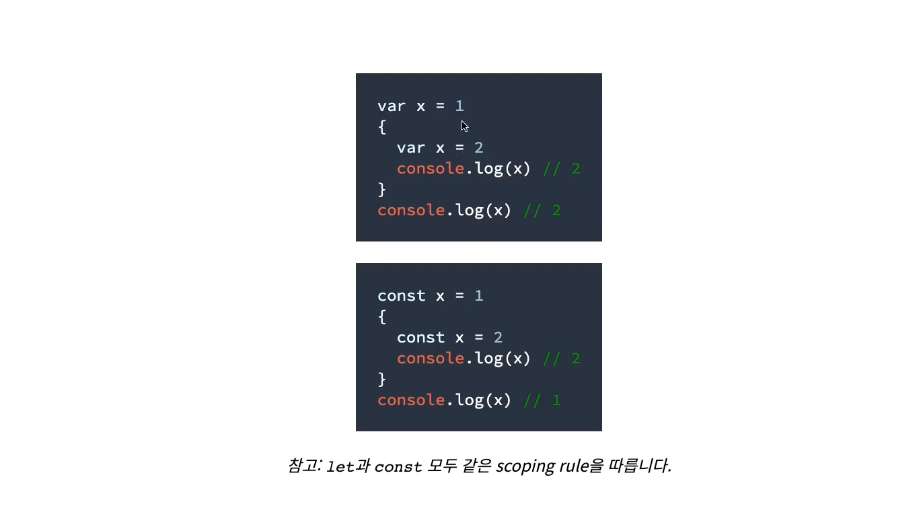 var x = 1
{
  var x = 2
  console.log(x) // 2
}
console.log(x) // 2
const x = 1
{
  const x = 2
  console.log(x) // 2
}
console.log(x) // 1
참고: let과 const 모두 같은 scoping rule을 따릅니다.